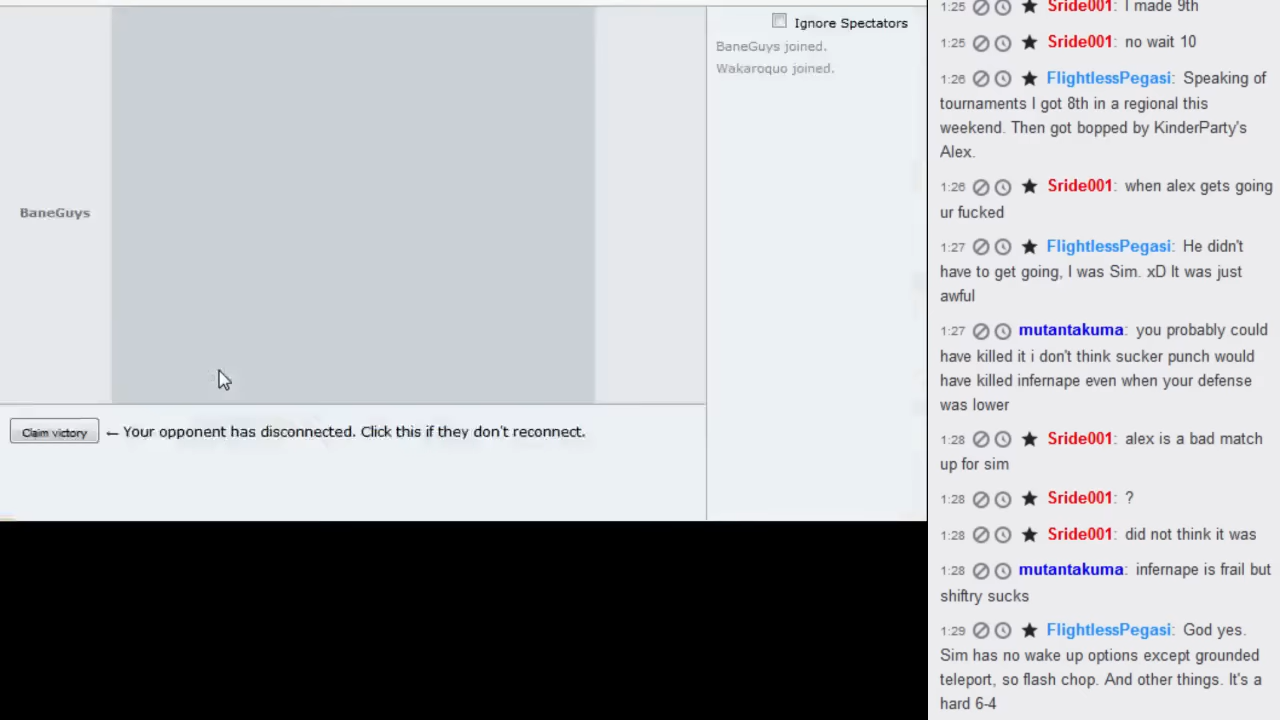 Ignore Spectators
BaneGuys joined.
Wakaroquo joined.
BaneGuys
Claim victory ← Your opponent has disconnected. Click this if they don't reconnect.
1:25 ★ Sride001: I made 9th
1:25 ★ Sride001: no wait 10
1:26 ★ FlightlessPegasi: Speaking of
tournaments I got 8th in a regional this
weekend. Then got bopped by KinderParty's
Alex.
1:26 ★ Sride001: when alex gets going
ur fucked
1:27 ★ FlightlessPegasi: He didn't
have to get going, I was Sim. xD It was just
awful
1:27 mutantakuma: you probably could
have killed it i don't think sucker punch would
have killed infernape even when your defense
was lower
1:28 ★ Sride001: alex is a bad match
up for sim
1:28 ★ Sride001: ?
1:28 ★ Sride001: did not think it was
1:28 mutantakuma: infernape is frail but
shiftry sucks
1:29 ★ FlightlessPegasi: God yes.
Sim has no wake up options except grounded
teleport, so flash chop. And other things. It's a
hard 6-4